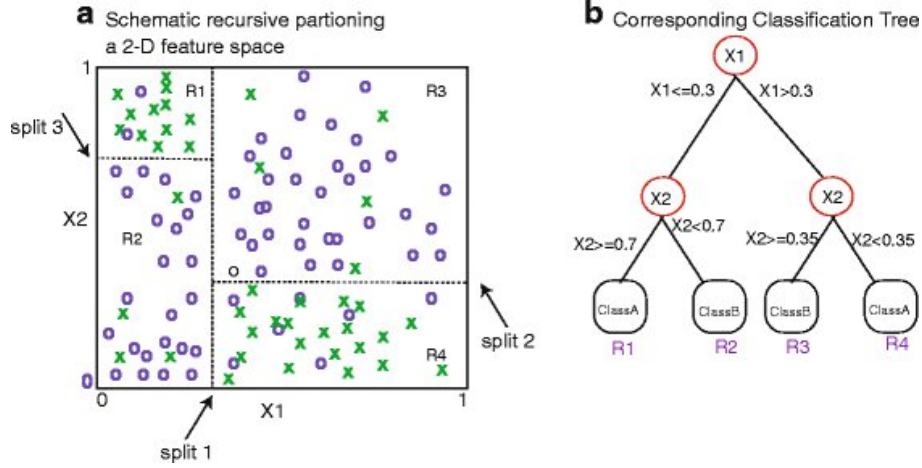 a Schematic recursive partioning
a 2-D feature space
1
R1
R3
split 3
X2
R2
R4
split 2
0
1
X1
split 1
b Corresponding Classification Tree
X1
X1<=0.3
X1>0.3
X2
X2
X2>=0.7
X2<0.7
X2>=0.35
X2<0.35
ClassA
ClassB
ClassB
ClassA
R1
R2
R3
R4